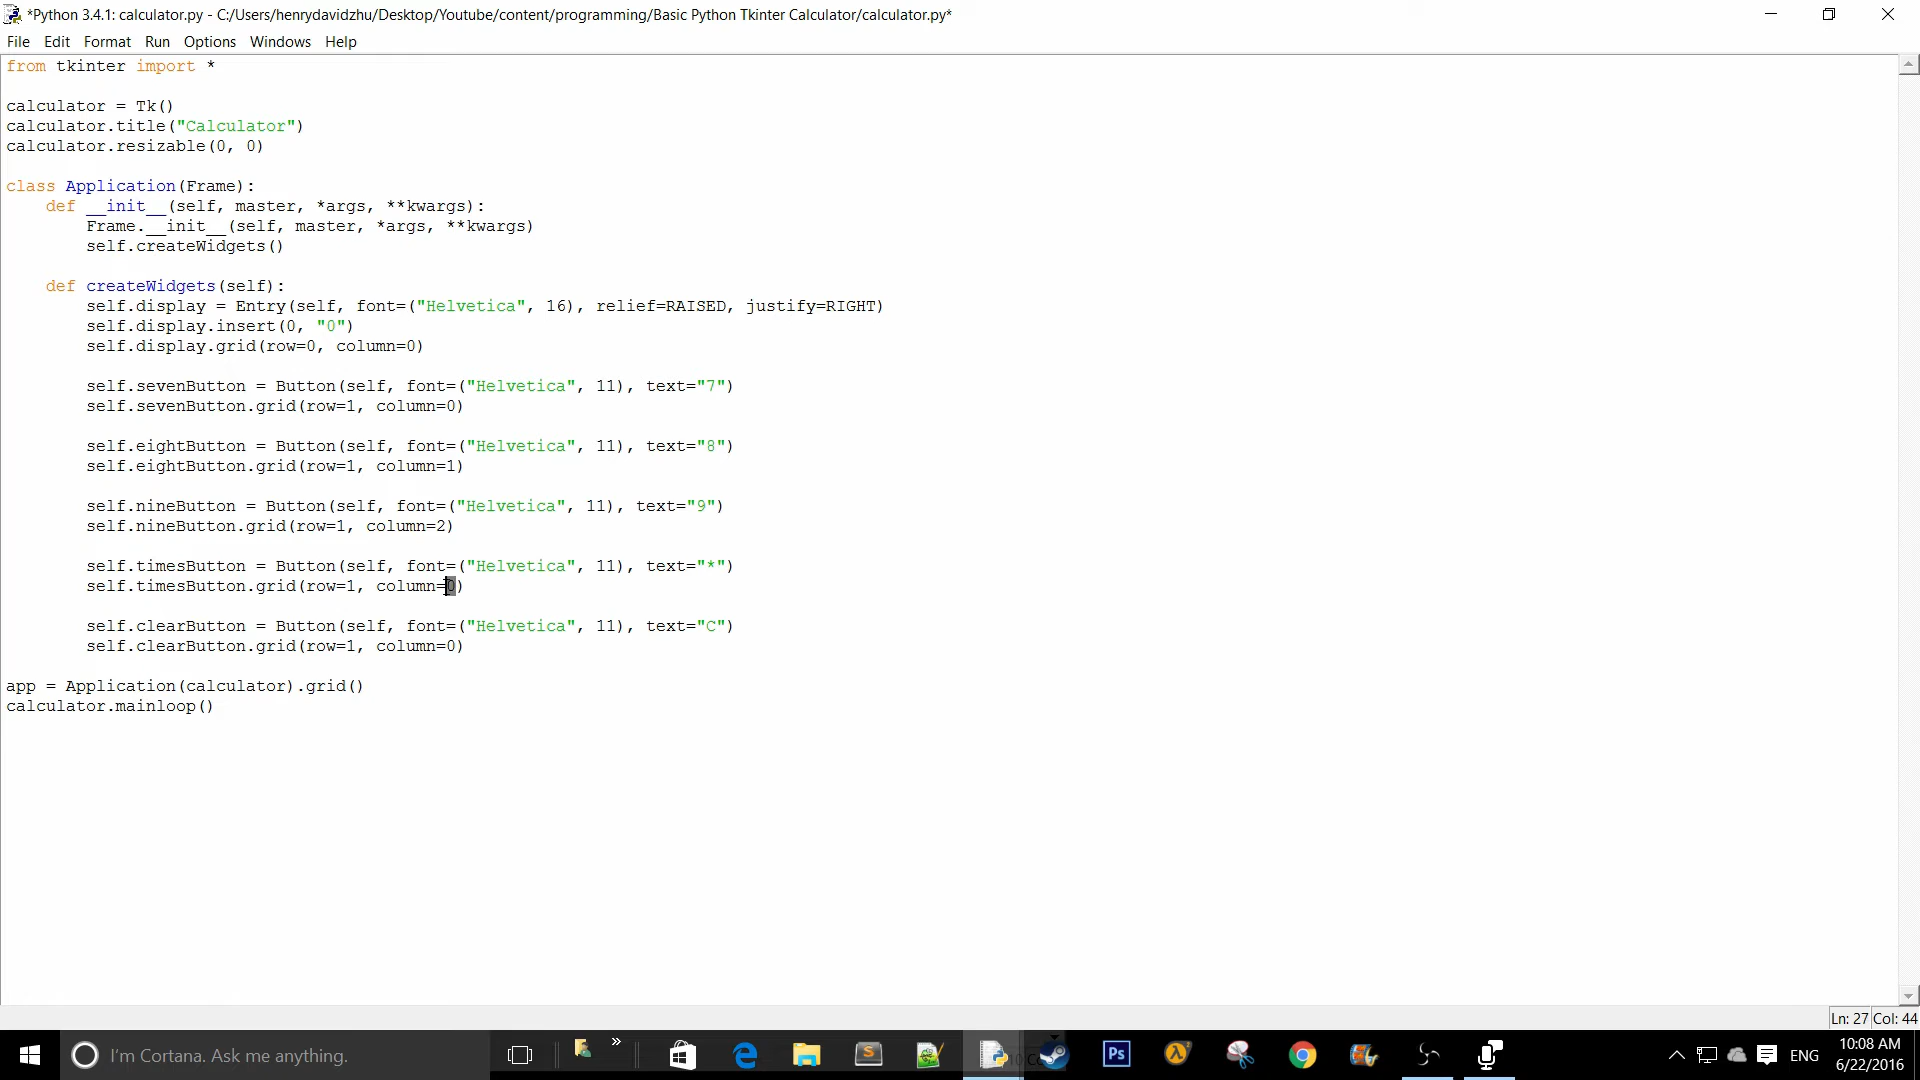 *Python 3.4.1: calculator.py - C:/Users/henrydavidzhu/Desktop/Youtube/content/programming/Basic Python Tkinter Calculator/calculator.py*
File Edit Format Run Options Windows Help
from tkinter import *
calculator = Tk()
calculator.title("Calculator")
calculator.resizable(0, 0)
class Application(Frame):
    def __init__(self, master, *args, **kwargs):
        Frame.__init__(self, master, *args, **kwargs)
        self.createWidgets()
    def createWidgets(self):
        self.display = Entry(self, font=("Helvetica", 16), relief=RAISED, justify=RIGHT)
        self.display.insert(0, "0")
        self.display.grid(row=0, column=0)
        self.sevenButton = Button(self, font=("Helvetica", 11), text="7")
        self.sevenButton.grid(row=1, column=0)
        self.eightButton = Button(self, font=("Helvetica", 11), text="8")
        self.eightButton.grid(row=1, column=1)
        self.nineButton = Button(self, font=("Helvetica", 11), text="9")
        self.nineButton.grid(row=1, column=2)
        self.timesButton = Button(self, font=("Helvetica", 11), text="*")
        self.timesButton.grid(row=1, column=0)
        self.clearButton = Button(self, font=("Helvetica", 11), text="C")
        self.clearButton.grid(row=1, column=0)
app = Application(calculator).grid()
calculator.mainloop()
Ln: 27 Col: 44
I'm Cortana. Ask me anything.
»
S
Ps
ENG
10:08 AM
6/22/2016